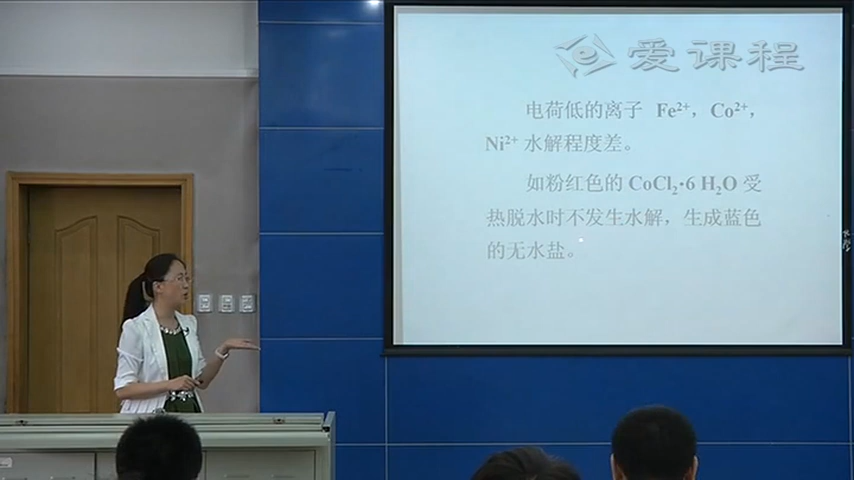 爱课程
电荷低的离子 Fe²⁺，Co²⁺，
Ni²⁺ 水解程度差。
如粉红色的 CoCl₂·6 H₂O 受
热脱水时不发生水解，生成蓝色
的无水盐。